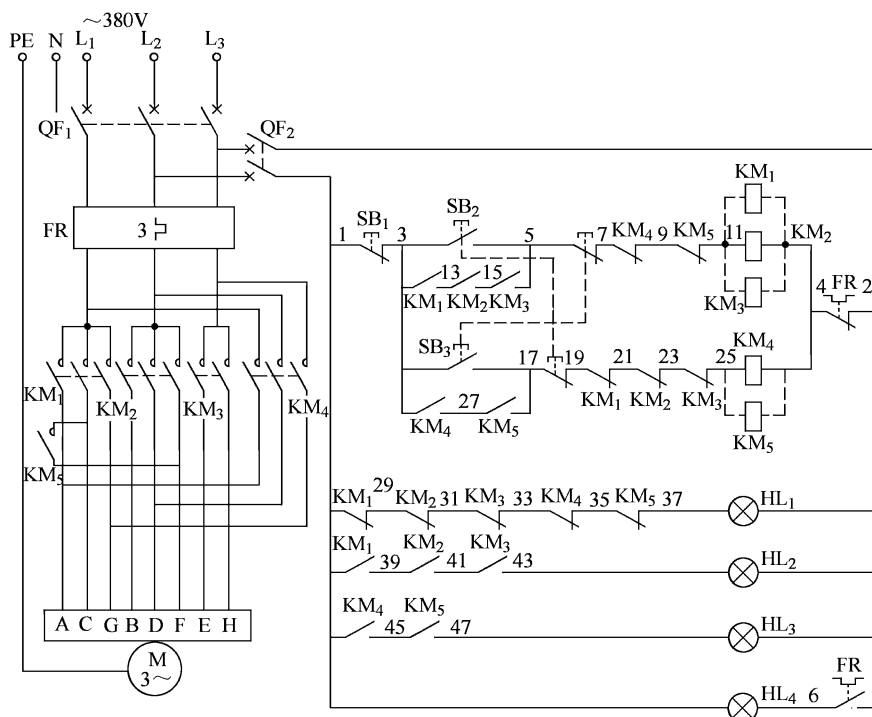 ~380V
PE N L1 L2 L3
QF1 QF2
FR 3
1 SB1 3 SB2 5 7 KM4 9 KM5 11 KM1 KM2
13 15
KM1 KM2 KM3 KM3
4 FR 2
SB3 17 19 21 23 25 KM4
KM1 KM2 KM3
27
KM4 KM5 KM5
KM1 KM2 KM3 KM4
KM5
KM1 29 KM2 31 KM3 33 KM4 35 KM5 37 HL1
KM1 39 KM2 41 KM3 43 HL2
KM4 45 KM5 47 HL3
HL4 6 FR
A C G B D F E H
M
3~